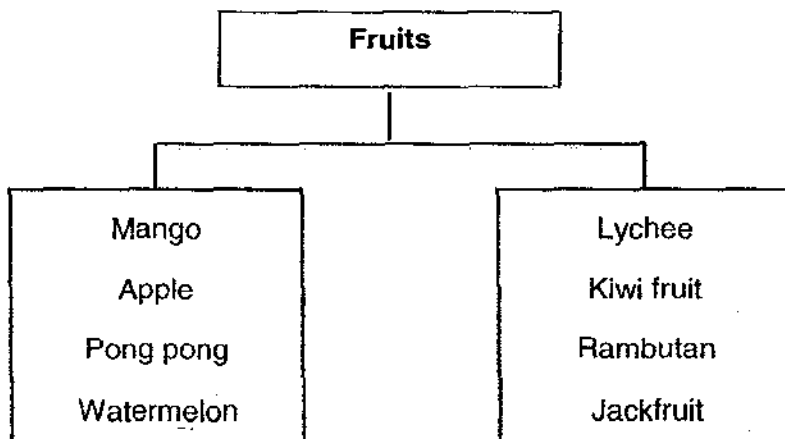 Fruits
Mango
Apple
Pong pong
Watermelon
Lychee
Kiwi fruit
Rambutan
Jackfruit